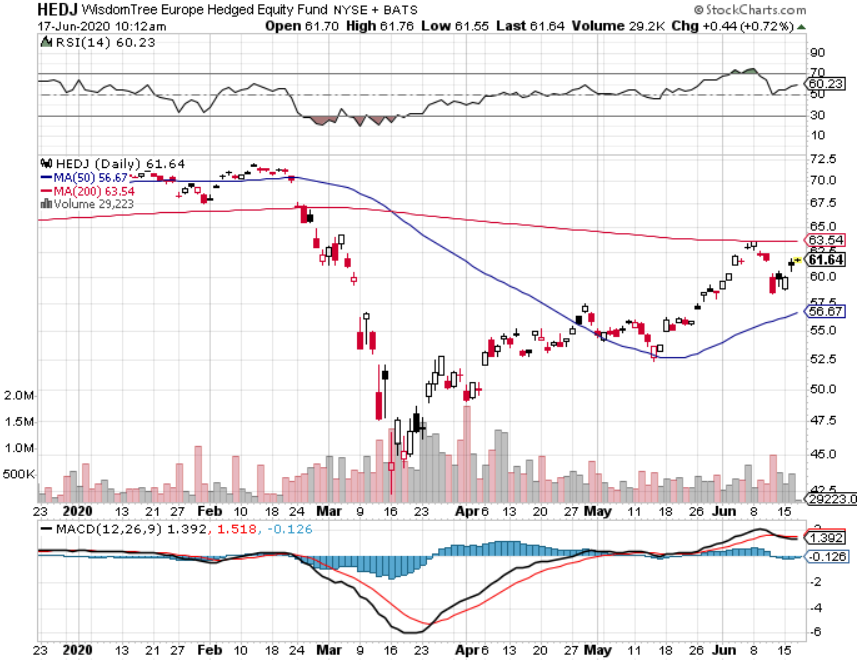 HEDJ WisdomTree Europe Hedged Equity Fund NYSE + BATS © StockCharts.com
17-Jun-2020 10:12am Open 61.70 High 61.76 Low 61.55 Last 61.64 Volume 29.2K Chg +0.44 (+0.72%)
RSI(14) 60.23
90
70
60.23
50
30
10
HEDJ (Daily) 61.64
MA(50) 56.67
MA(200) 63.54
Volume 29,223
72.5
70.0
67.5
65.0
63.54
62.5
61.64
60.0
57.5
56.67
55.0
52.5
50.0
47.5
45.0
42.5
29223.0
2.0M
1.5M
1.0M
500K
23 2020 13 21 27 Feb 10 18 24 Mar 9 16 23 Apr 6 13 20 27 May 11 18 26 Jun 8 15
MACD(12,26,9) 1.392, 1.518, -0.126
2
1.392
-0.126
-2
-4
-6
23 2020 13 21 27 Feb 10 18 24 Mar 9 16 23 Apr 6 13 20 27 May 11 18 26 Jun 8 15